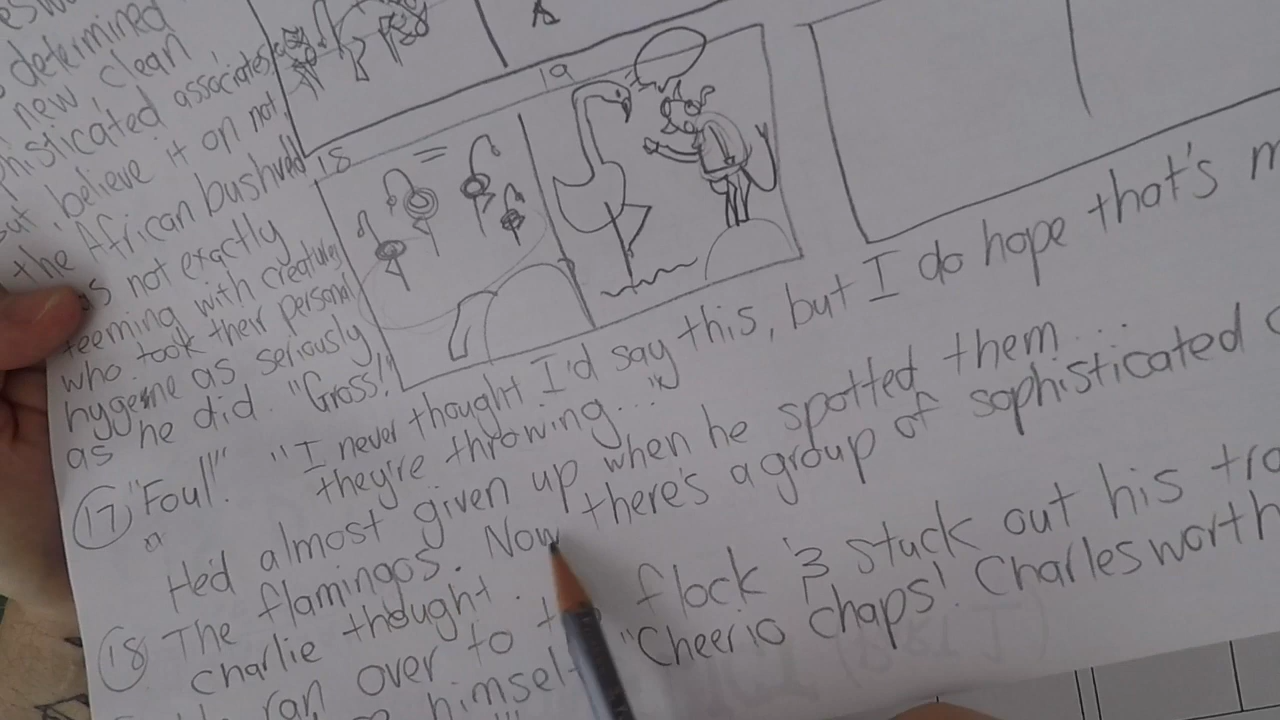 determined
new clean
sophisticated associates
but believe it or not,
the African bushveld
was not exactly
teeming with creatures
who took their personal
hygeine as seriously
as he did. "Gross!"
18
19
17 "Foul!" "I never thought I'd say this, but I do hope that's
they're throwing..."
He'd almost given up when he spotted them...
18 The flamingos. Now there's a group of sophisticated
Charlie thought.
ran over to the flock & stuck out his
himself "Cheerio chaps! Charlesworth